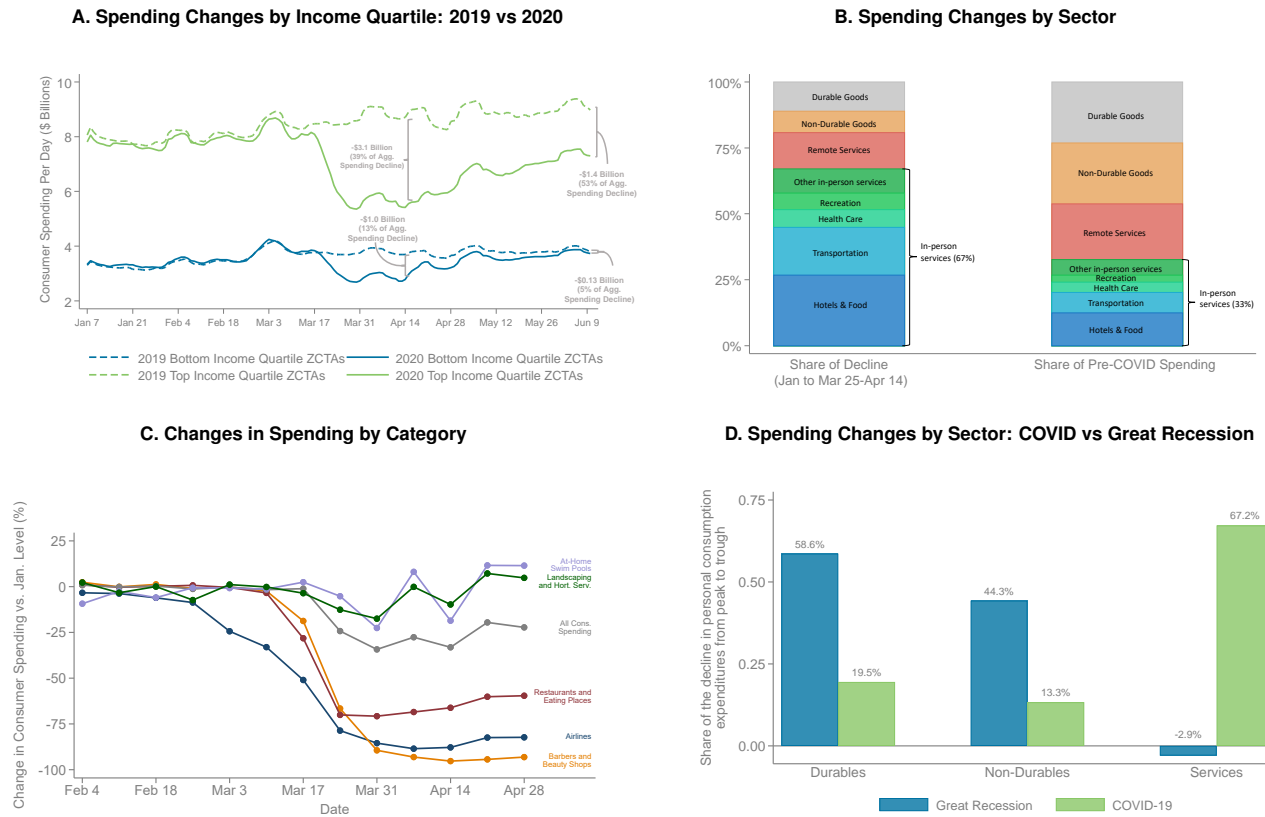 A. Spending Changes by Income Quartile: 2019 vs 2020
Consumer Spending Per Day ($ Billions)
10
8
6
4
2
-$3.1 Billion
(39% of Agg.
Spending Decline)
-$1.4 Billion
(53% of Agg.
Spending Decline)
-$1.0 Billion
(13% of Agg.
Spending Decline)
-$0.13 Billion
(5% of Agg.
Spending Decline)
Jan 7
Jan 21
Feb 4
Feb 18
Mar 3
Mar 17
Mar 31
Apr 14
Apr 28
May 12
May 26
Jun 9
2019 Bottom Income Quartile ZCTAs
2020 Bottom Income Quartile ZCTAs
2019 Top Income Quartile ZCTAs
2020 Top Income Quartile ZCTAs
B. Spending Changes by Sector
100%
75%
50%
25%
0%
Durable Goods
Non-Durable Goods
Remote Services
Other in-person services
Recreation
Health Care
Transportation
Hotels & Food
In-person
services (67%)
Durable Goods
Non-Durable Goods
Remote Services
Other in-person services
Recreation
Health Care
Transportation
Hotels & Food
In-person
services (33%)
Share of Decline
(Jan to Mar 25-Apr 14)
Share of Pre-COVID Spending
C. Changes in Spending by Category
Change in Consumer Spending vs. Jan. Level (%)
25
0
-25
-50
-75
-100
At-Home
Swim Pools
Landscaping
and Hort. Serv.
All Cons.
Spending
Restaurants and
Eating Places
Airlines
Barbers and
Beauty Shops
Feb 4
Feb 18
Mar 3
Mar 17
Mar 31
Apr 14
Apr 28
Date
D. Spending Changes by Sector: COVID vs Great Recession
Share of the decline in personal consumption
expenditures from peak to trough
0.75
0.50
0.25
0.00
58.6%
19.5%
44.3%
13.3%
-2.9%
67.2%
Durables
Non-Durables
Services
Great Recession
COVID-19